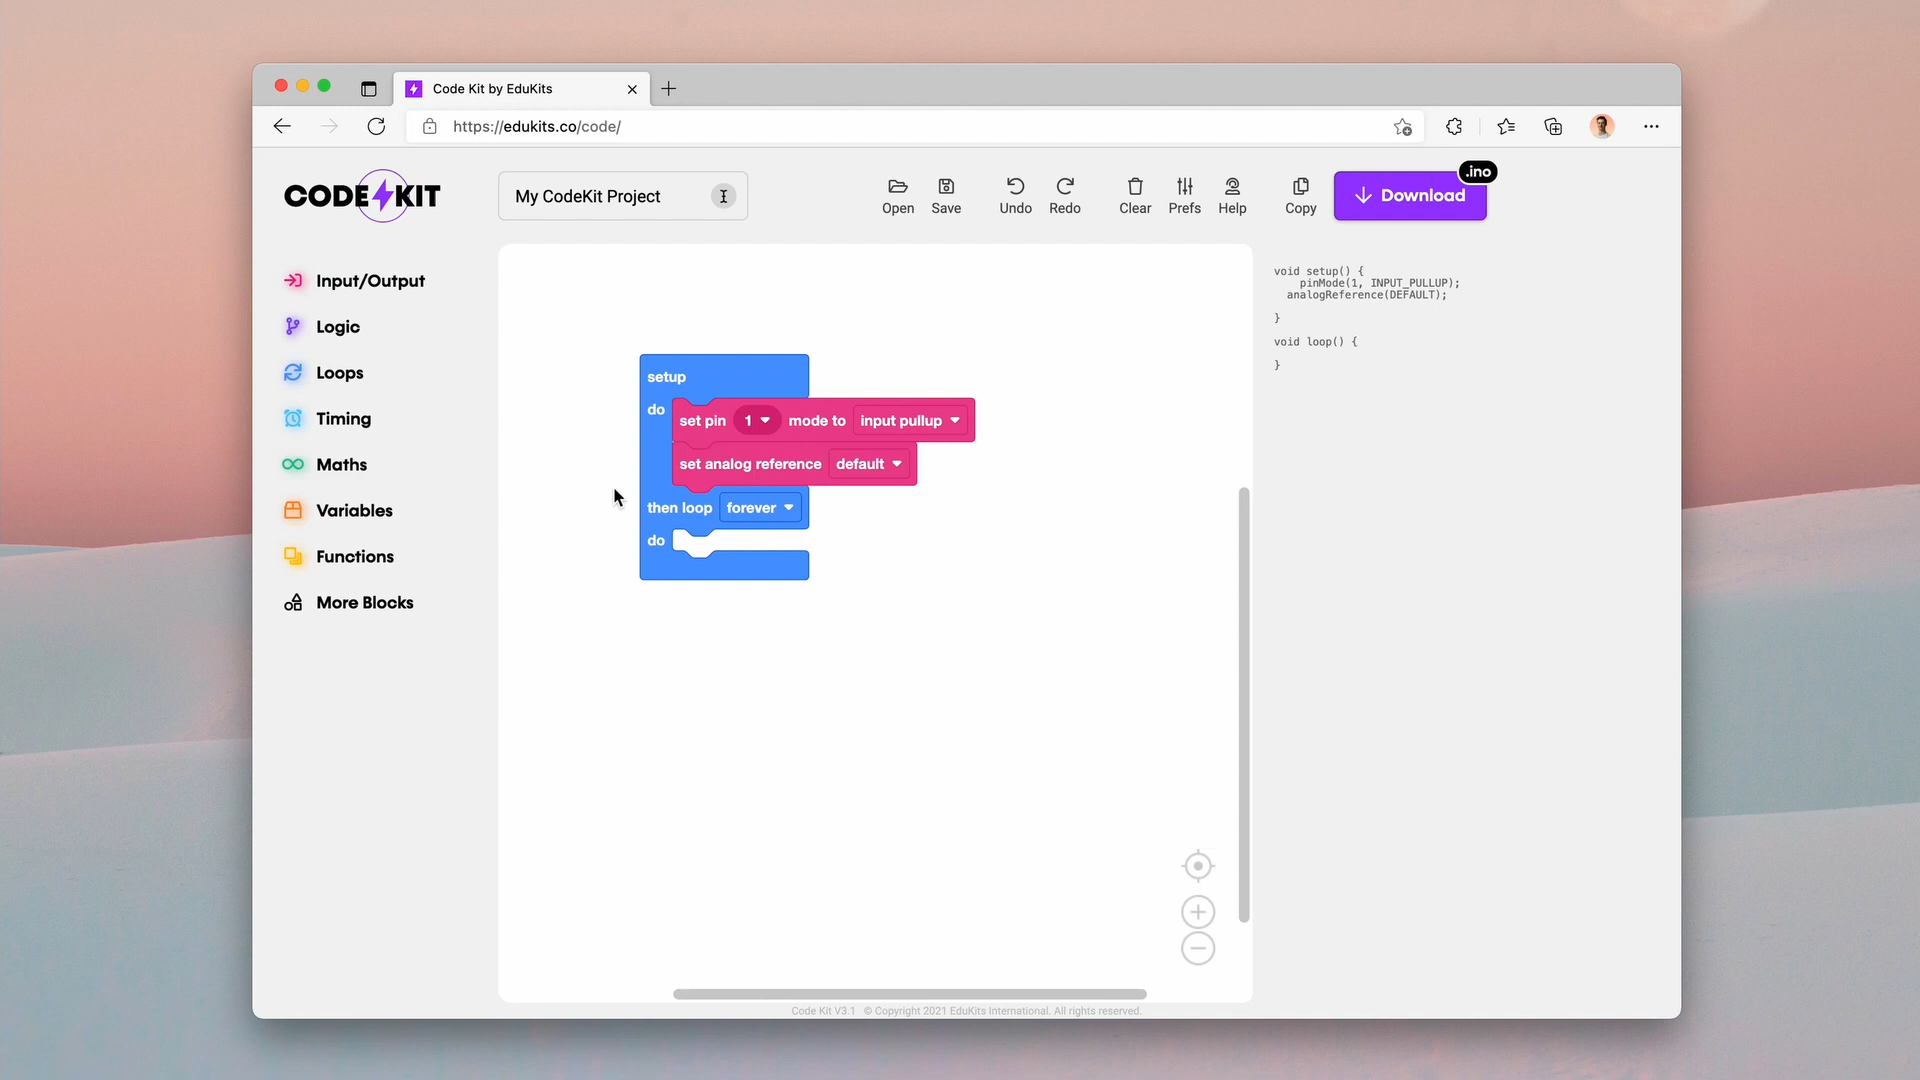 Code Kit by EduKits
https://edukits.co/code/
CODE KIT
My CodeKit Project
Open
Save
Undo
Redo
Clear
Prefs
Help
Copy
Download
.ino
Input/Output
Logic
Loops
Timing
Maths
Variables
Functions
More Blocks
setup
do
set pin 1 mode to input pullup
set analog reference default
then loop forever
do
void setup() {
pinMode(1, INPUT_PULLUP);
analogReference(DEFAULT);
}
void loop() {
}
Code Kit V3.1 © Copyright 2021 EduKits International. All rights reserved.